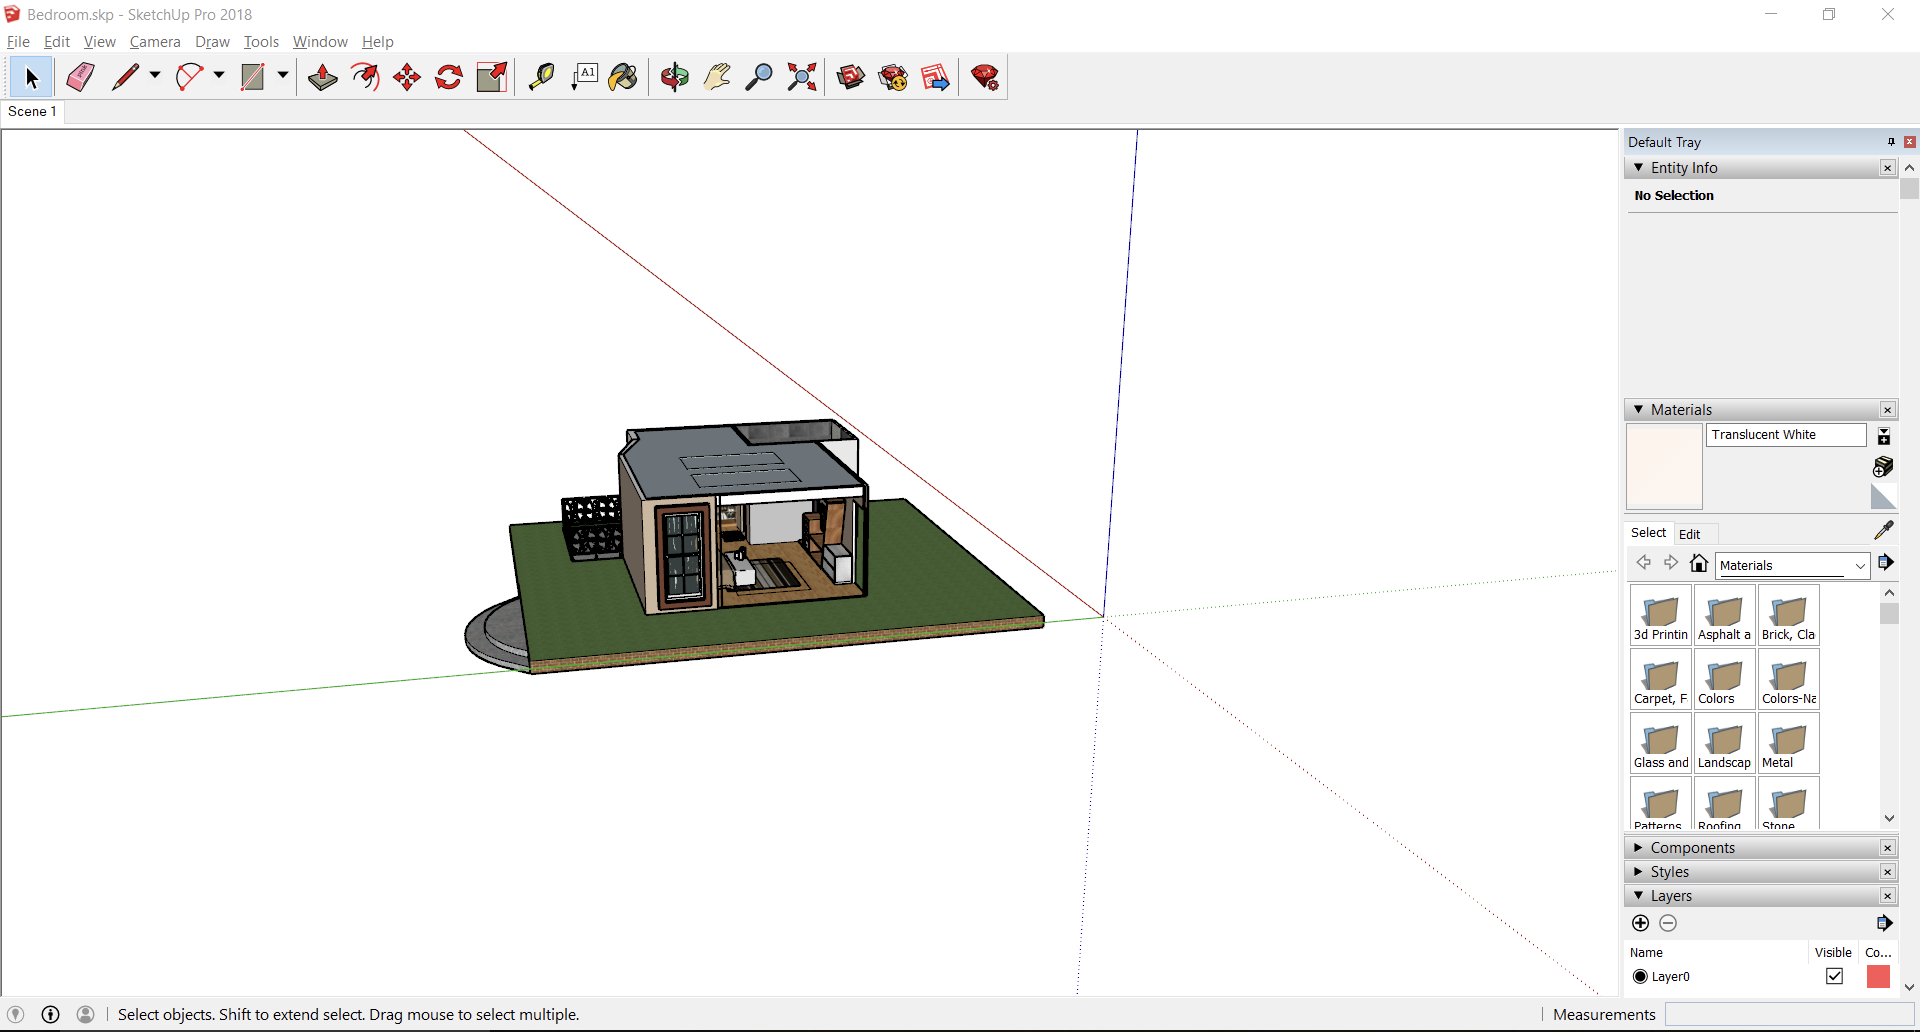 Bedroom.skp - SketchUp Pro 2018
File Edit View Camera Draw Tools Window Help
A1
Scene 1
Default Tray
Entity Info
No Selection
Materials
Translucent White
Select Edit
Materials
3d Printin Asphalt a Brick, Cla
Carpet, F Colors Colors-Na
Glass and Landscap Metal
Patterns Roofing Stone
Components
Styles
Layers
Name Visible Co...
Layer0
Select objects. Shift to extend select. Drag mouse to select multiple.
Measurements